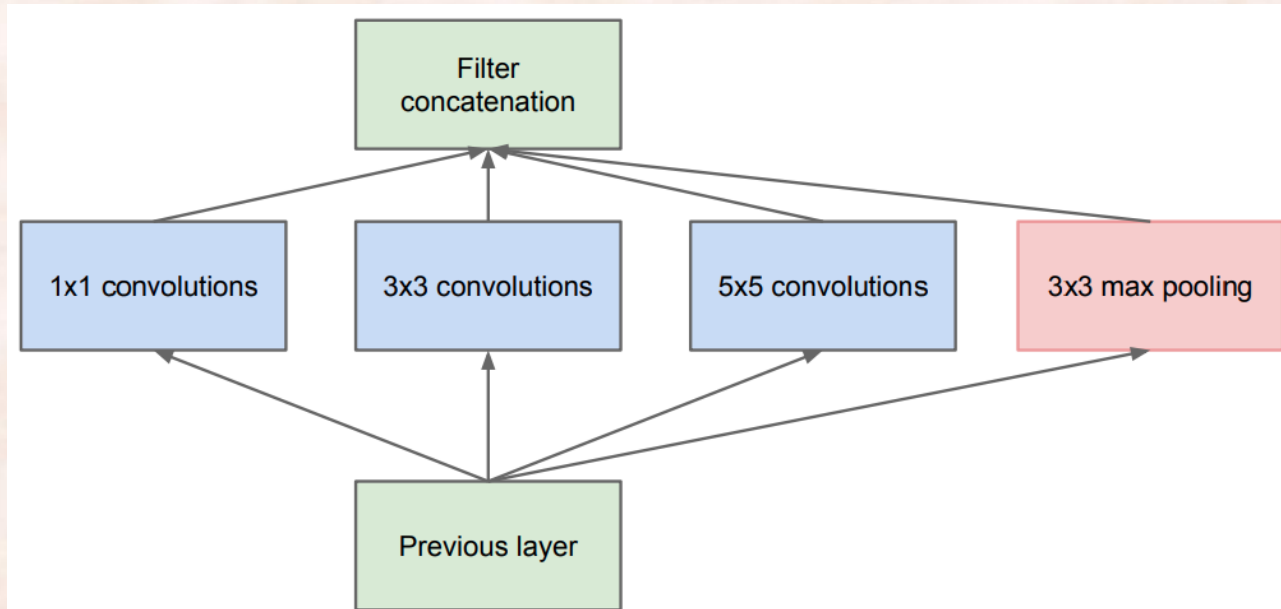 Filter
concatenation
1x1 convolutions
3x3 convolutions
5x5 convolutions
3x3 max pooling
Previous layer